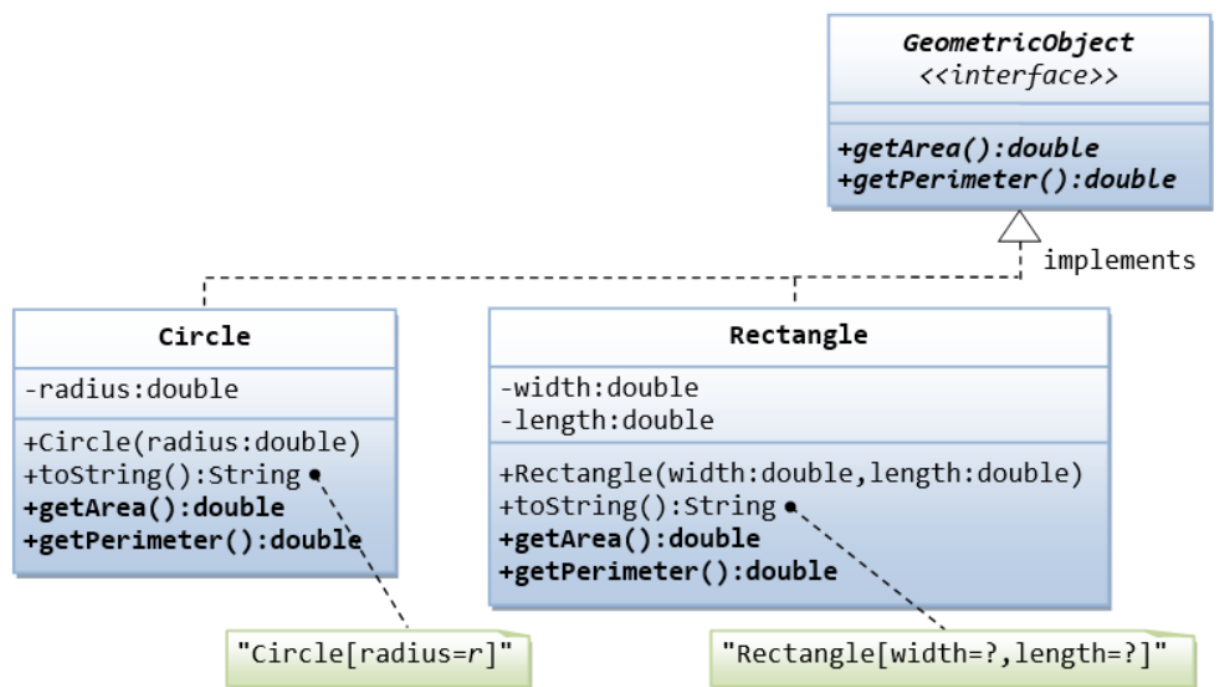 GeometricObject
<<interface>>
+getArea():double
+getPerimeter():double
implements
Circle
-radius:double
+Circle(radius:double)
+toString():String
+getArea():double
+getPerimeter():double
"Circle[radius=r]"
Rectangle
-width:double
-length:double
+Rectangle(width:double,length:double)
+toString():String
+getArea():double
+getPerimeter():double
"Rectangle[width=?,length=?]"